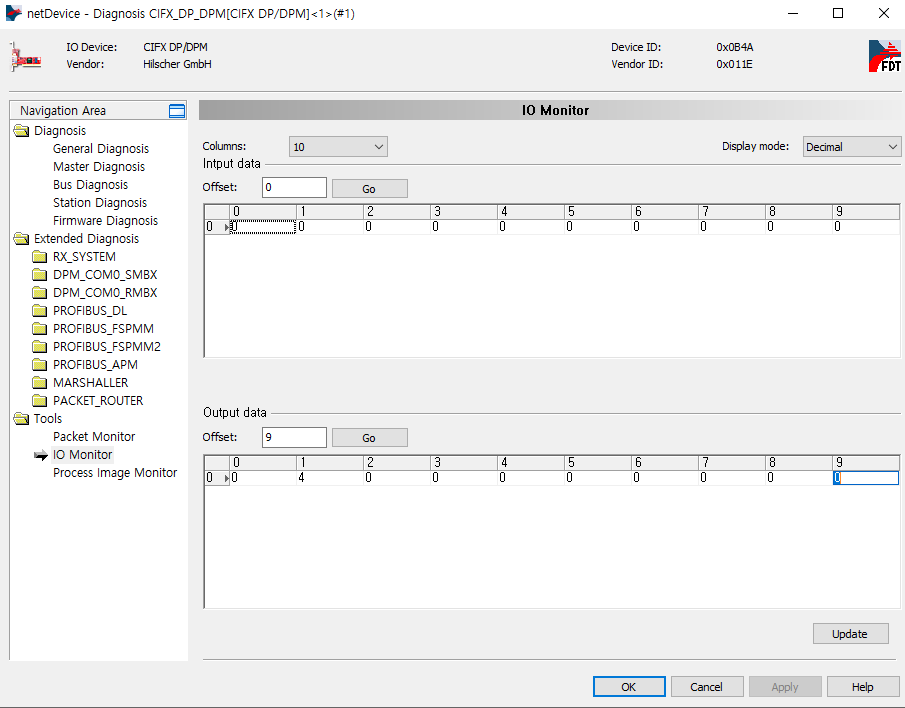 netDevice - Diagnosis CIFX_DP_DPM[CIFX DP/DPM]<1>(#1)
IO Device: CIFX DP/DPM Device ID: 0x0B4A
Vendor: Hilscher GmbH Vendor ID: 0x011E
FDT
Navigation Area
Diagnosis
General Diagnosis
Master Diagnosis
Bus Diagnosis
Station Diagnosis
Firmware Diagnosis
Extended Diagnosis
RX_SYSTEM
DPM_COM0_SMBX
DPM_COM0_RMBX
PROFIBUS_DL
PROFIBUS_FSPMM
PROFIBUS_FSPMM2
PROFIBUS_APM
MARSHALLER
PACKET_ROUTER
Tools
Packet Monitor
IO Monitor
Process Image Monitor
IO Monitor
Columns: 10 Display mode: Decimal
Intput data
Offset: 0 Go
0 1 2 3 4 5 6 7 8 9
0 0 0 0 0 0 0 0 0 0 0
Output data
Offset: 9 Go
0 1 2 3 4 5 6 7 8 9
0 0 4 0 0 0 0 0 0 0 0
Update
OK Cancel Apply Help